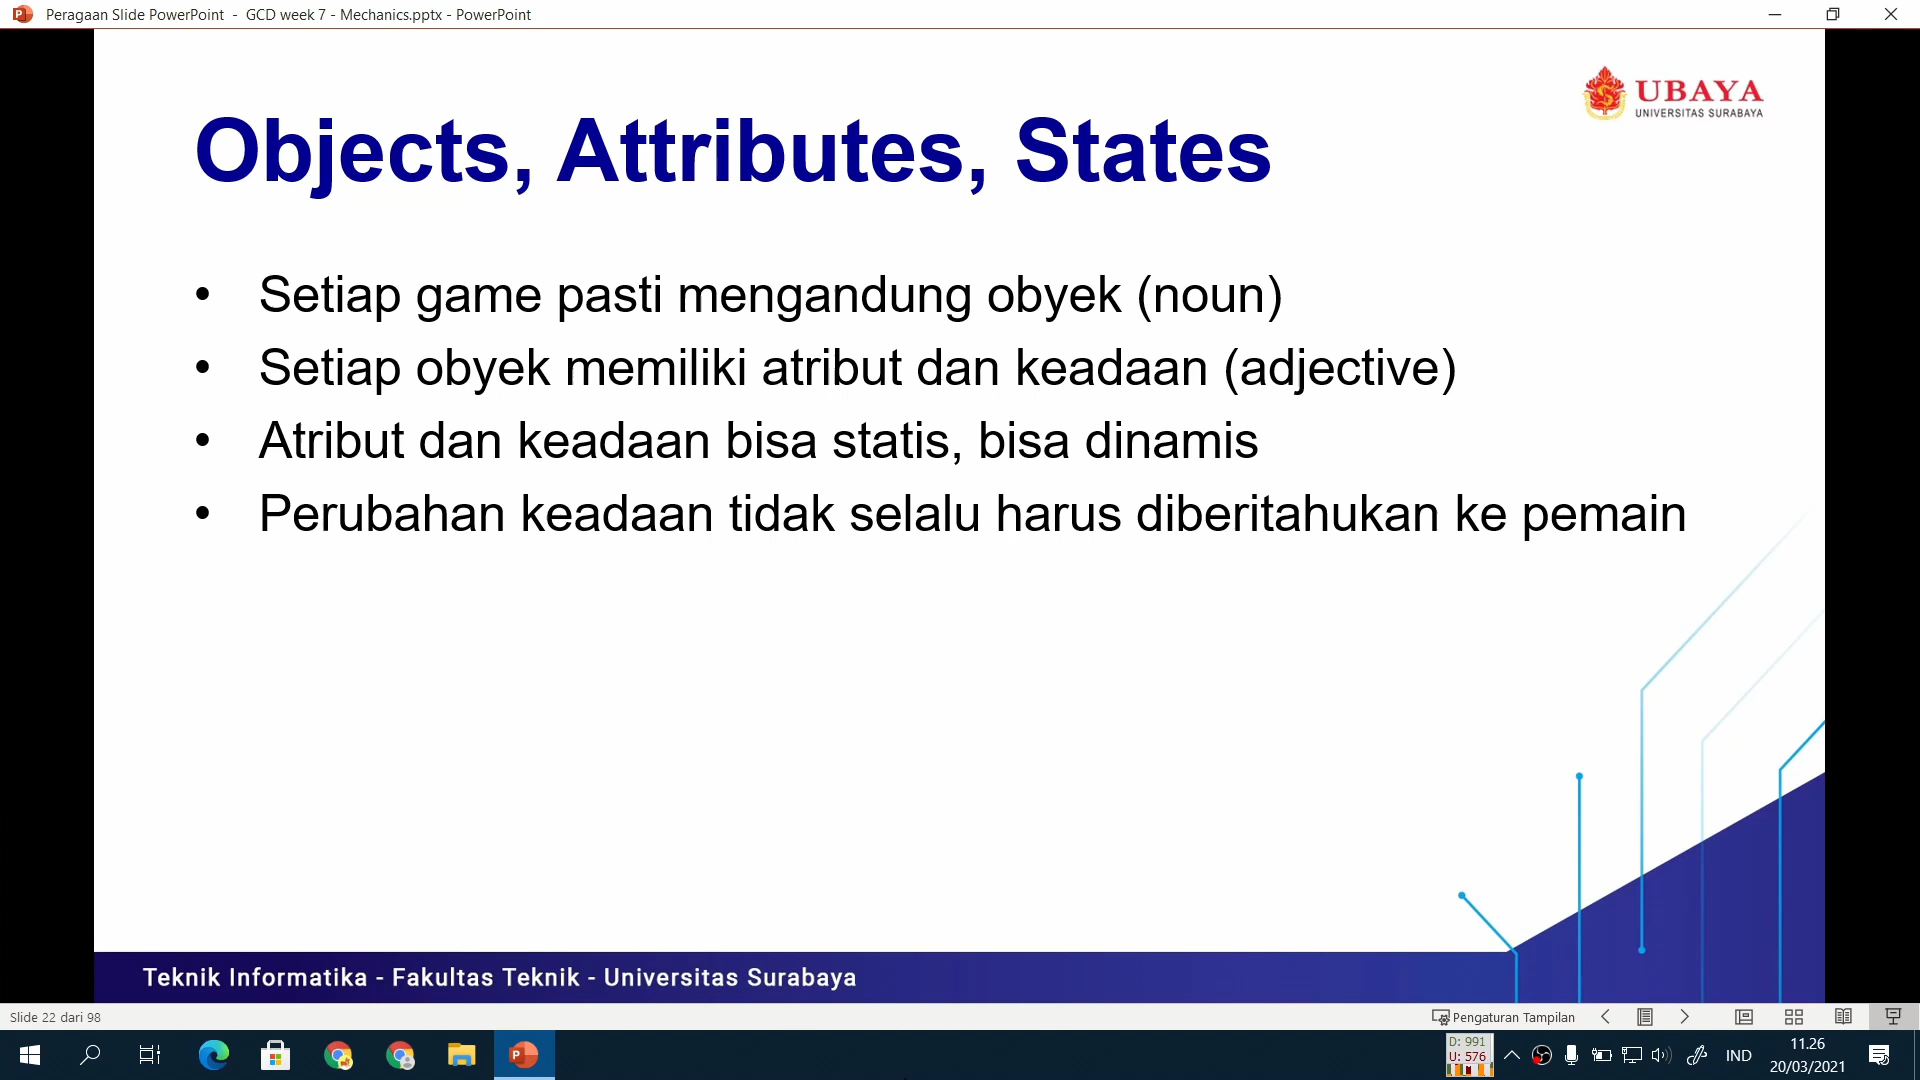 Peragaan Slide PowerPoint - GCD week 7 - Mechanics.pptx - PowerPoint
UBAYA
UNIVERSITAS SURABAYA
Objects, Attributes, States
• Setiap game pasti mengandung obyek (noun)
• Setiap obyek memiliki atribut dan keadaan (adjective)
• Atribut dan keadaan bisa statis, bisa dinamis
• Perubahan keadaan tidak selalu harus diberitahukan ke pemain
Teknik Informatika - Fakultas Teknik - Universitas Surabaya
Slide 22 dari 98
Pengaturan Tampilan
D: 991
U: 576
IND
11.26
20/03/2021